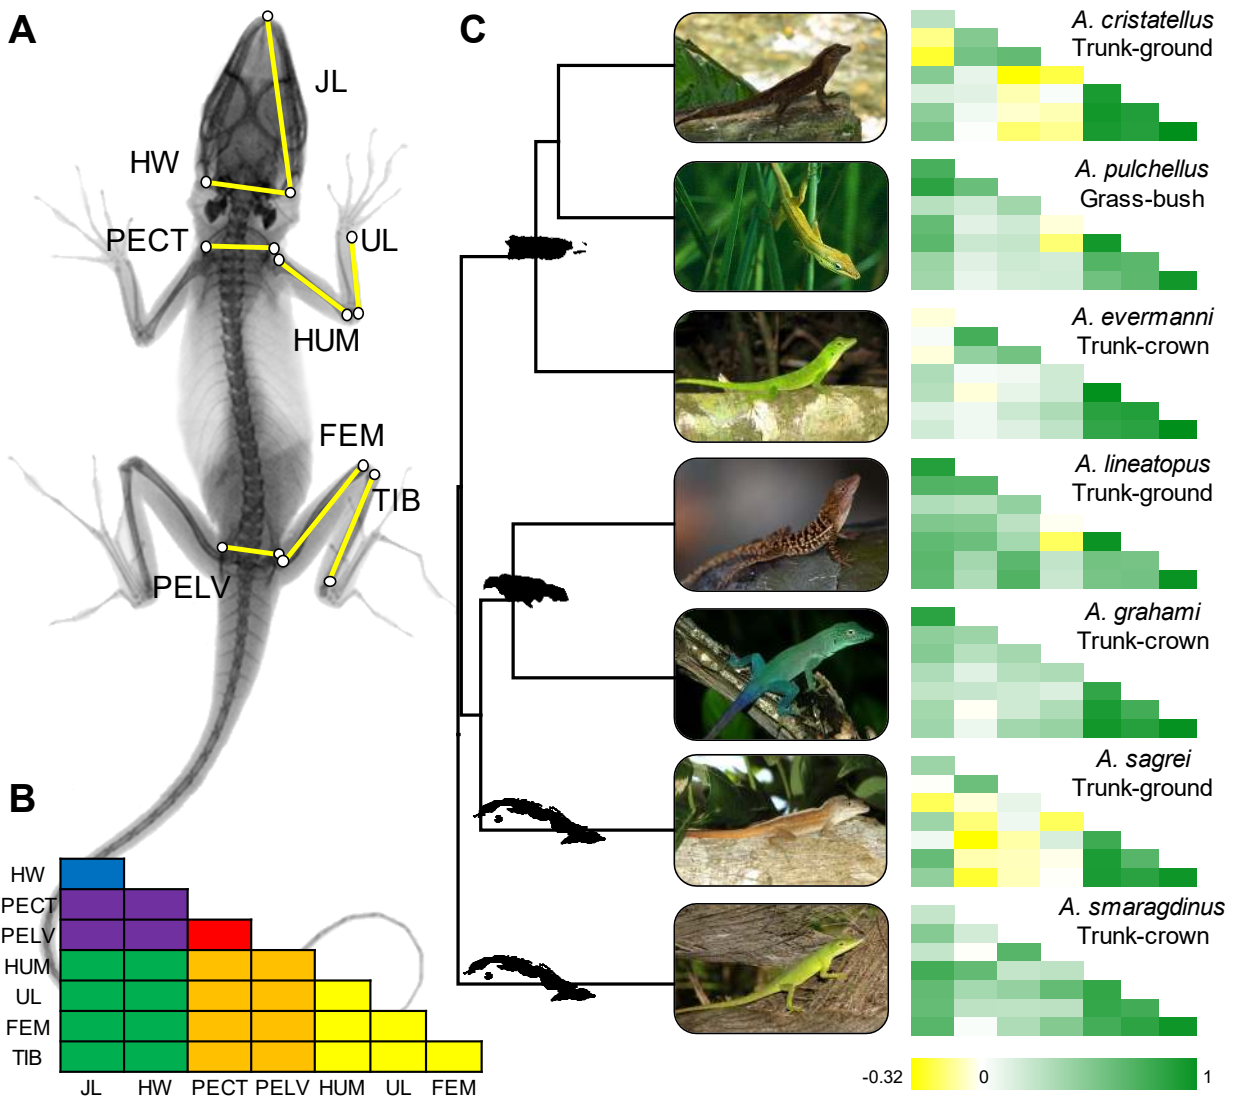 A
JL
HW
PECT
UL
HUM
FEM
TIB
PELV
B
HW
PECT
PELV
HUM
UL
FEM
TIB
JL HW PECT PELV HUM UL FEM
C
A. cristatellus
Trunk-ground
A. pulchellus
Grass-bush
A. evermanni
Trunk-crown
A. lineatopus
Trunk-ground
A. grahami
Trunk-crown
A. sagrei
Trunk-ground
A. smaragdinus
Trunk-crown
-0.32 0 1